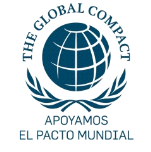 THE GLOBAL COMPACT
APOYAMOS
EL PACTO MUNDIAL